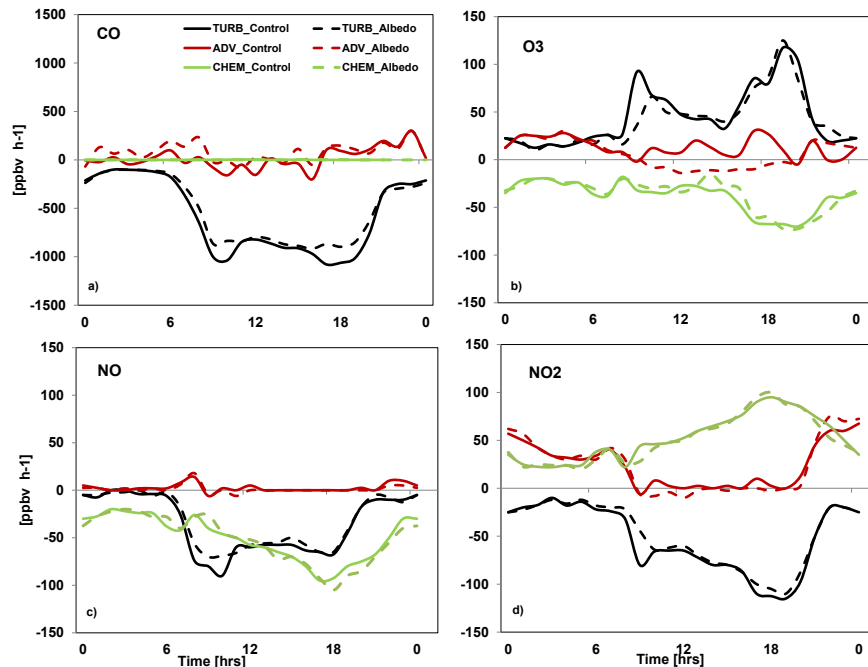 CO
TURB_Control TURB_Albedo
ADV_Control ADV_Albedo
CHEM_Control CHEM_Albedo
[ppbv h-1]
1500
1000
500
0
-500
-1000
-1500
a)
0 6 12 18 0
O3
150
100
50
0
-50
-100
-150
b)
0 6 12 18 0
NO
[ppbv h-1]
150
100
50
0
-50
-100
-150
c)
0 6 12 18 0
Time [hrs]
NO2
150
100
50
0
-50
-100
-150
d)
0 6 12 18 0
Time [hrs]